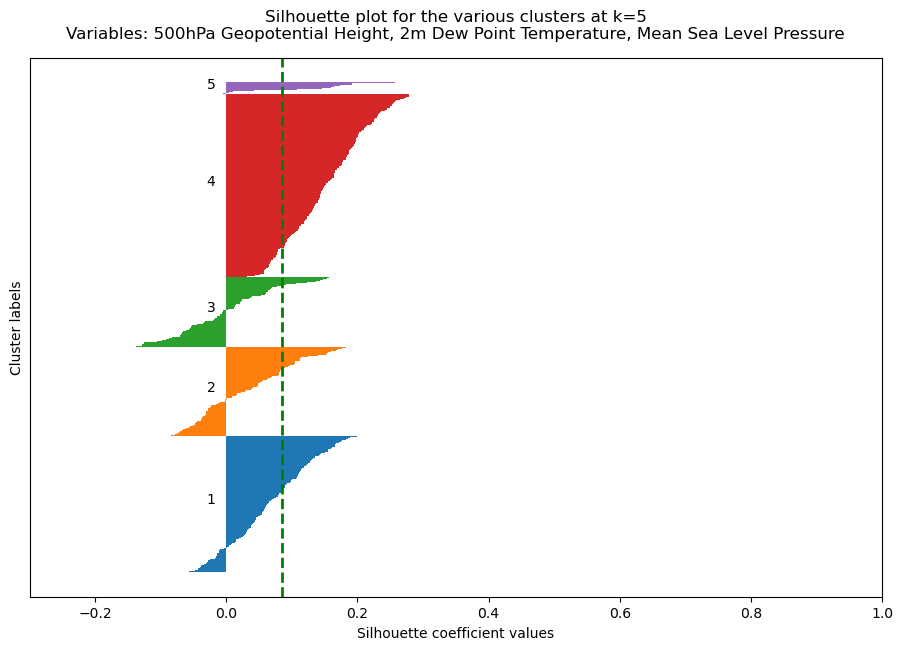 Silhouette plot for the various clusters at k=5
Variables: 500hPa Geopotential Height, 2m Dew Point Temperature, Mean Sea Level Pressure
5
4
3
2
1
Cluster labels
−0.2 0.0 0.2 0.4 0.6 0.8 1.0
Silhouette coefficient values